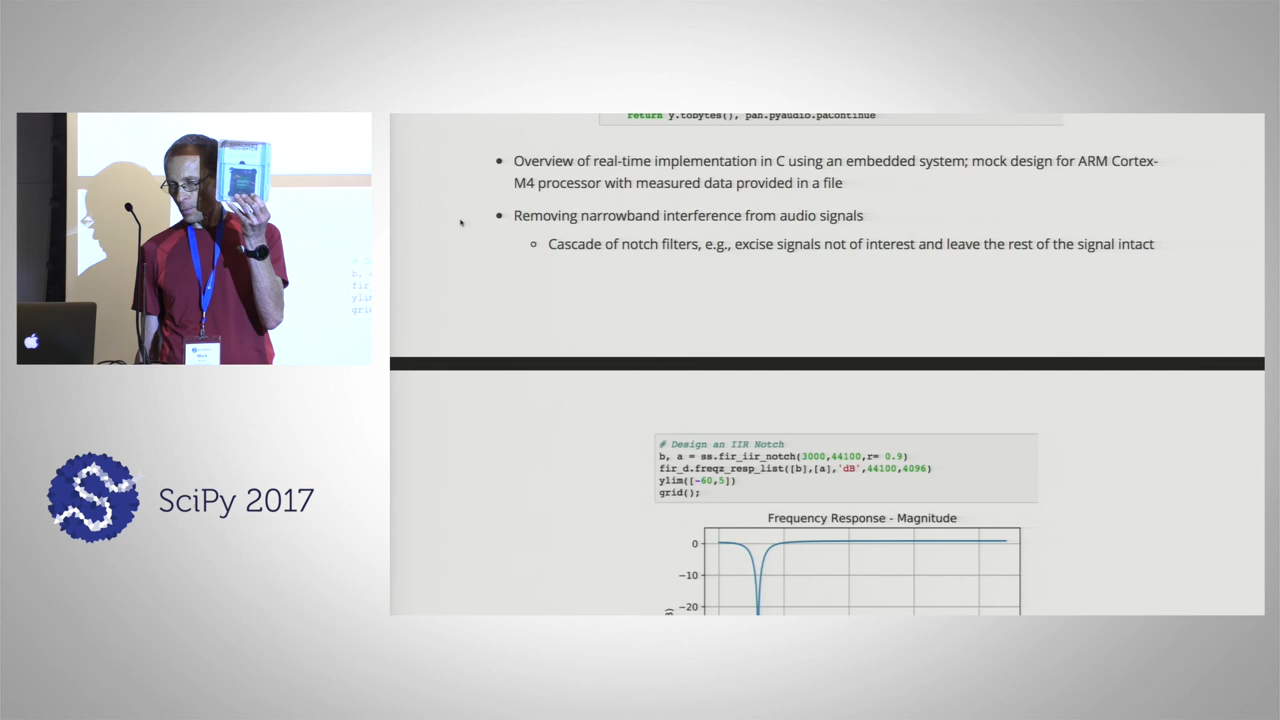 return y.tobytes(), pah.pyaudio.paContinue
• Overview of real-time implementation in C using an embedded system; mock design for ARM Cortex-
M4 processor with measured data provided in a file
• Removing narrowband interference from audio signals
Cascade of notch filters, e.g., excise signals not of interest and leave the rest of the signal intact
b, a
fir_
ylim
grid
Mark
SciPy 2017
# Design an IIR Notch
b, a = ss.fir_iir_notch(3000,44100,r= 0.9)
fir_d.freqz_resp_list([b],[a],'dB',44100,4096)
ylim([-60,5])
grid();
Frequency Response - Magnitude
0
−10
−20